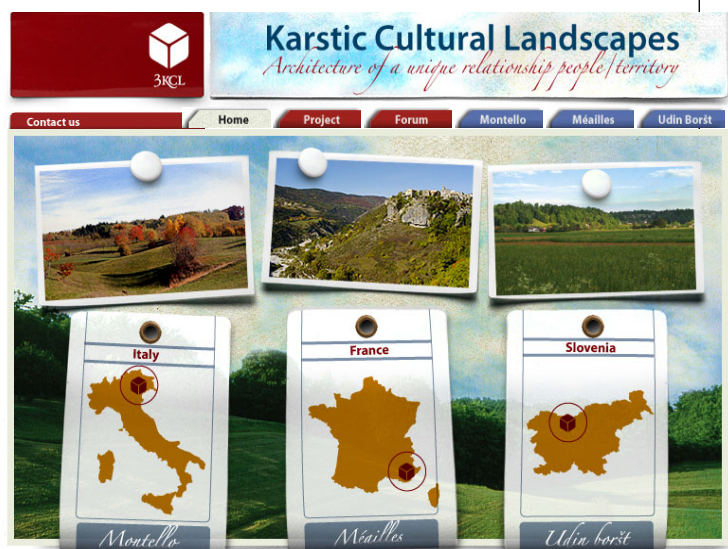 3KCL
Karstic Cultural Landscapes
Architecture of a unique relationship people/territory
Contact us
Home
Project
Forum
Montello
Méailles
Udin Boršt
Italy
France
Slovenia
Montello
Méailles
Udin boršt